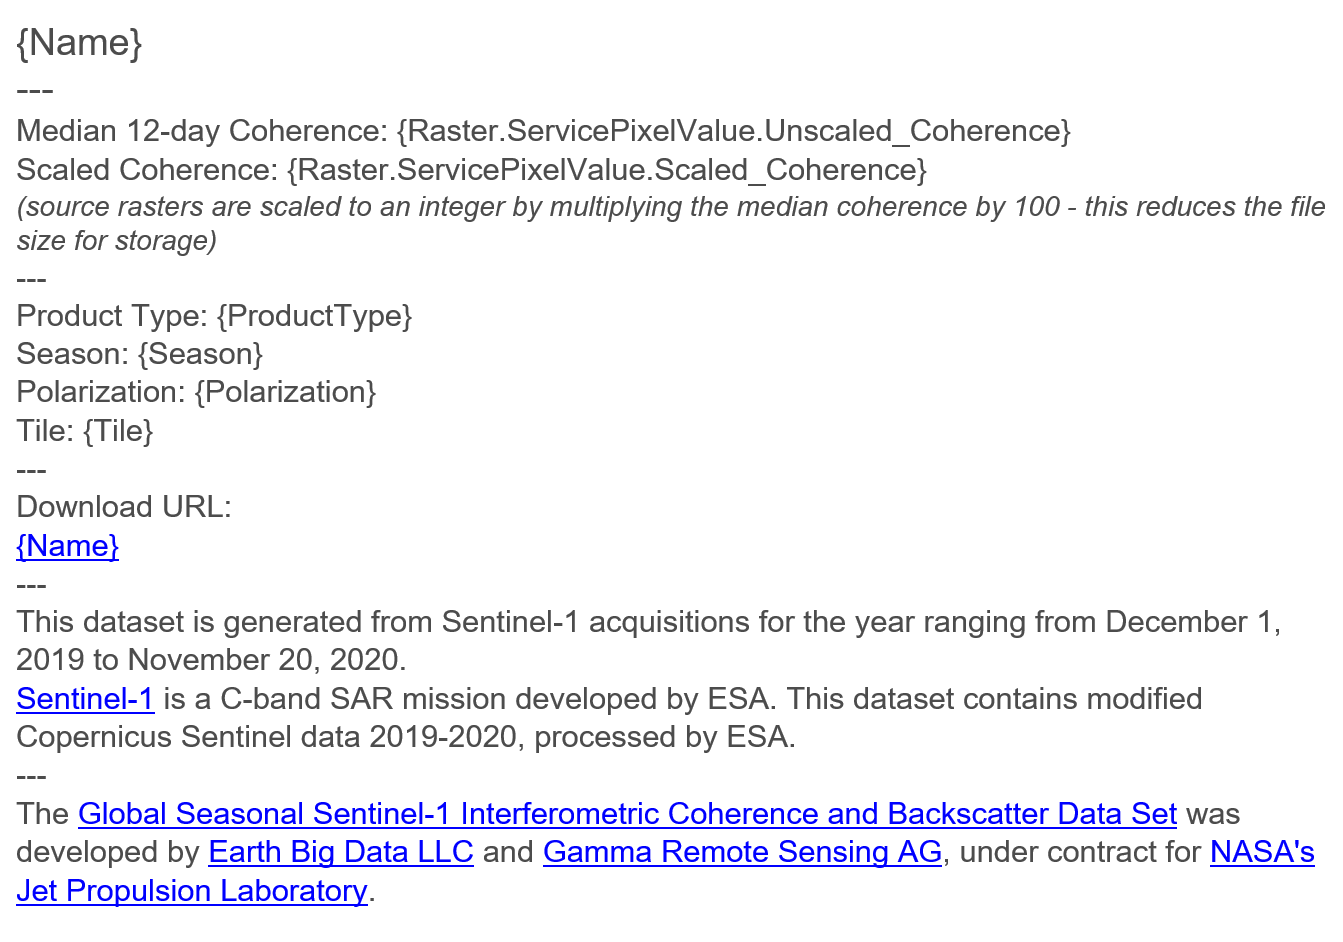 {Name}
---
Median 12-day Coherence: {Raster.ServicePixelValue.Unscaled_Coherence}
Scaled Coherence: {Raster.ServicePixelValue.Scaled_Coherence}
(source rasters are scaled to an integer by multiplying the median coherence by 100 - this reduces the file
size for storage)
---
Product Type: {ProductType}
Season: {Season}
Polarization: {Polarization}
Tile: {Tile}
---
Download URL:
{Name}
---
This dataset is generated from Sentinel-1 acquisitions for the year ranging from December 1,
2019 to November 20, 2020.
Sentinel-1 is a C-band SAR mission developed by ESA. This dataset contains modified
Copernicus Sentinel data 2019-2020, processed by ESA.
---
The Global Seasonal Sentinel-1 Interferometric Coherence and Backscatter Data Set was
developed by Earth Big Data LLC and Gamma Remote Sensing AG, under contract for NASA's
Jet Propulsion Laboratory.